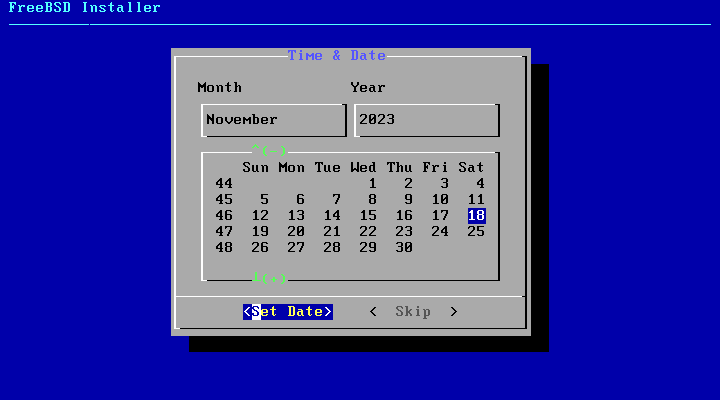 FreeBSD Installer
Time & Date
Month Year
November 2023
^(-)
Sun Mon Tue Wed Thu Fri Sat
44 1 2 3 4
45 5 6 7 8 9 10 11
46 12 13 14 15 16 17 18
47 19 20 21 22 23 24 25
48 26 27 28 29 30
┴(+)
<Set Date> < Skip >